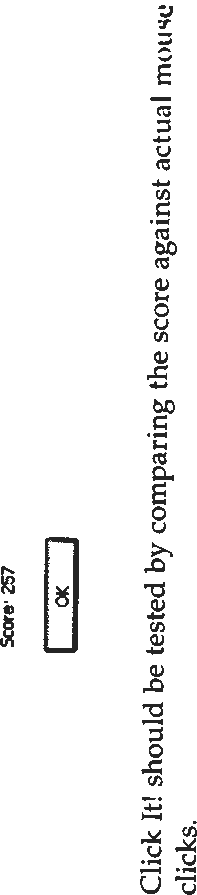 Score: 257
OK
Click It! should be tested by comparing the score against actual mouse
clicks.